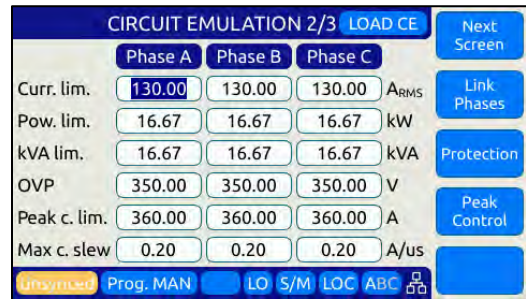 CIRCUIT EMULATION 2/3 LOAD CE
Next
Screen
Phase A Phase B Phase C
Curr. lim. 130.00 130.00 130.00 ARMS
Link
Phases
Pow. lim. 16.67 16.67 16.67 kW
kVA lim. 16.67 16.67 16.67 kVA
Protection
OVP 350.00 350.00 350.00 V
Peak c. lim. 360.00 360.00 360.00 A
Peak
Control
Max c. slew 0.20 0.20 0.20 A/us
Unsynced Prog. MAN LO S/M LOC ABC